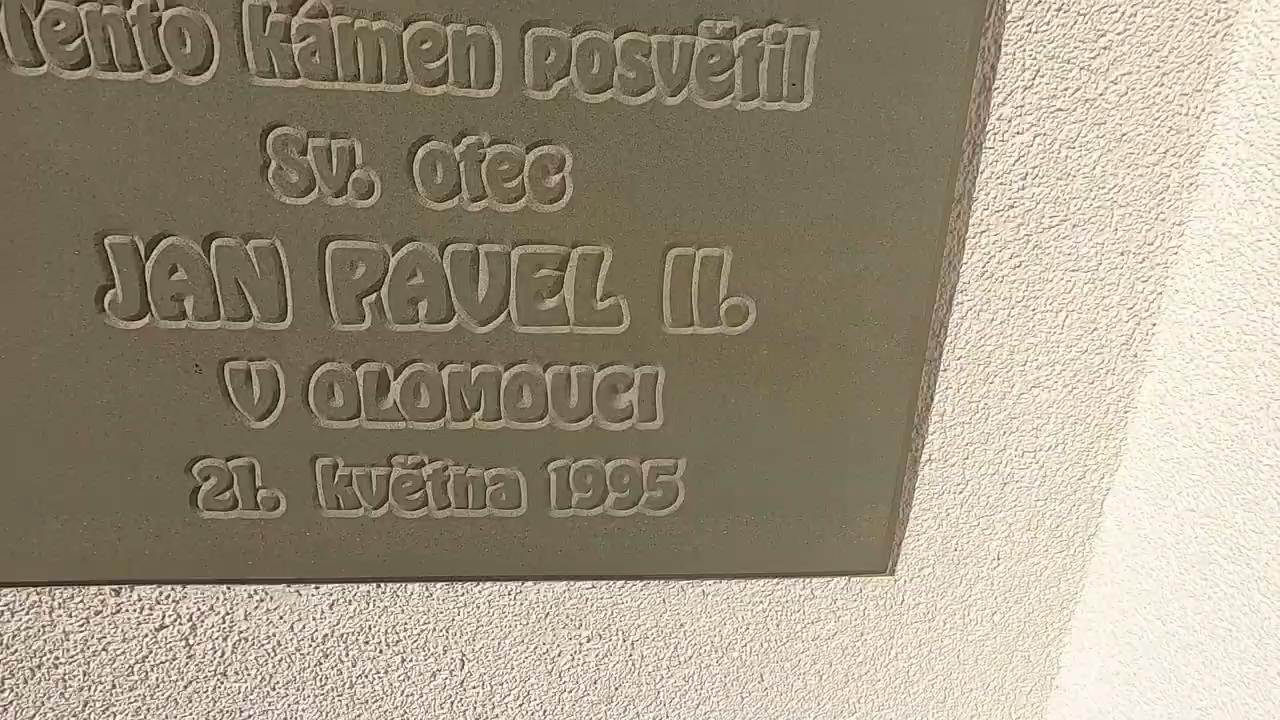 Tento kámen posvětil
Sv. Otec
JAN PAVEL II.
V OLOMOUCI
21. května 1995